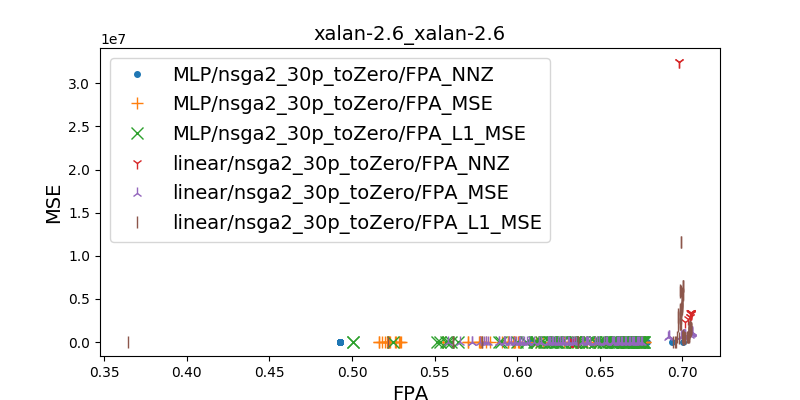 xalan-2.6_xalan-2.6
1e7
3.0
2.5
2.0
1.5
1.0
0.5
0.0
MSE
MLP/nsga2_30p_toZero/FPA_NNZ
MLP/nsga2_30p_toZero/FPA_MSE
MLP/nsga2_30p_toZero/FPA_L1_MSE
linear/nsga2_30p_toZero/FPA_NNZ
linear/nsga2_30p_toZero/FPA_MSE
linear/nsga2_30p_toZero/FPA_L1_MSE
0.35 0.40 0.45 0.50 0.55 0.60 0.65 0.70
FPA